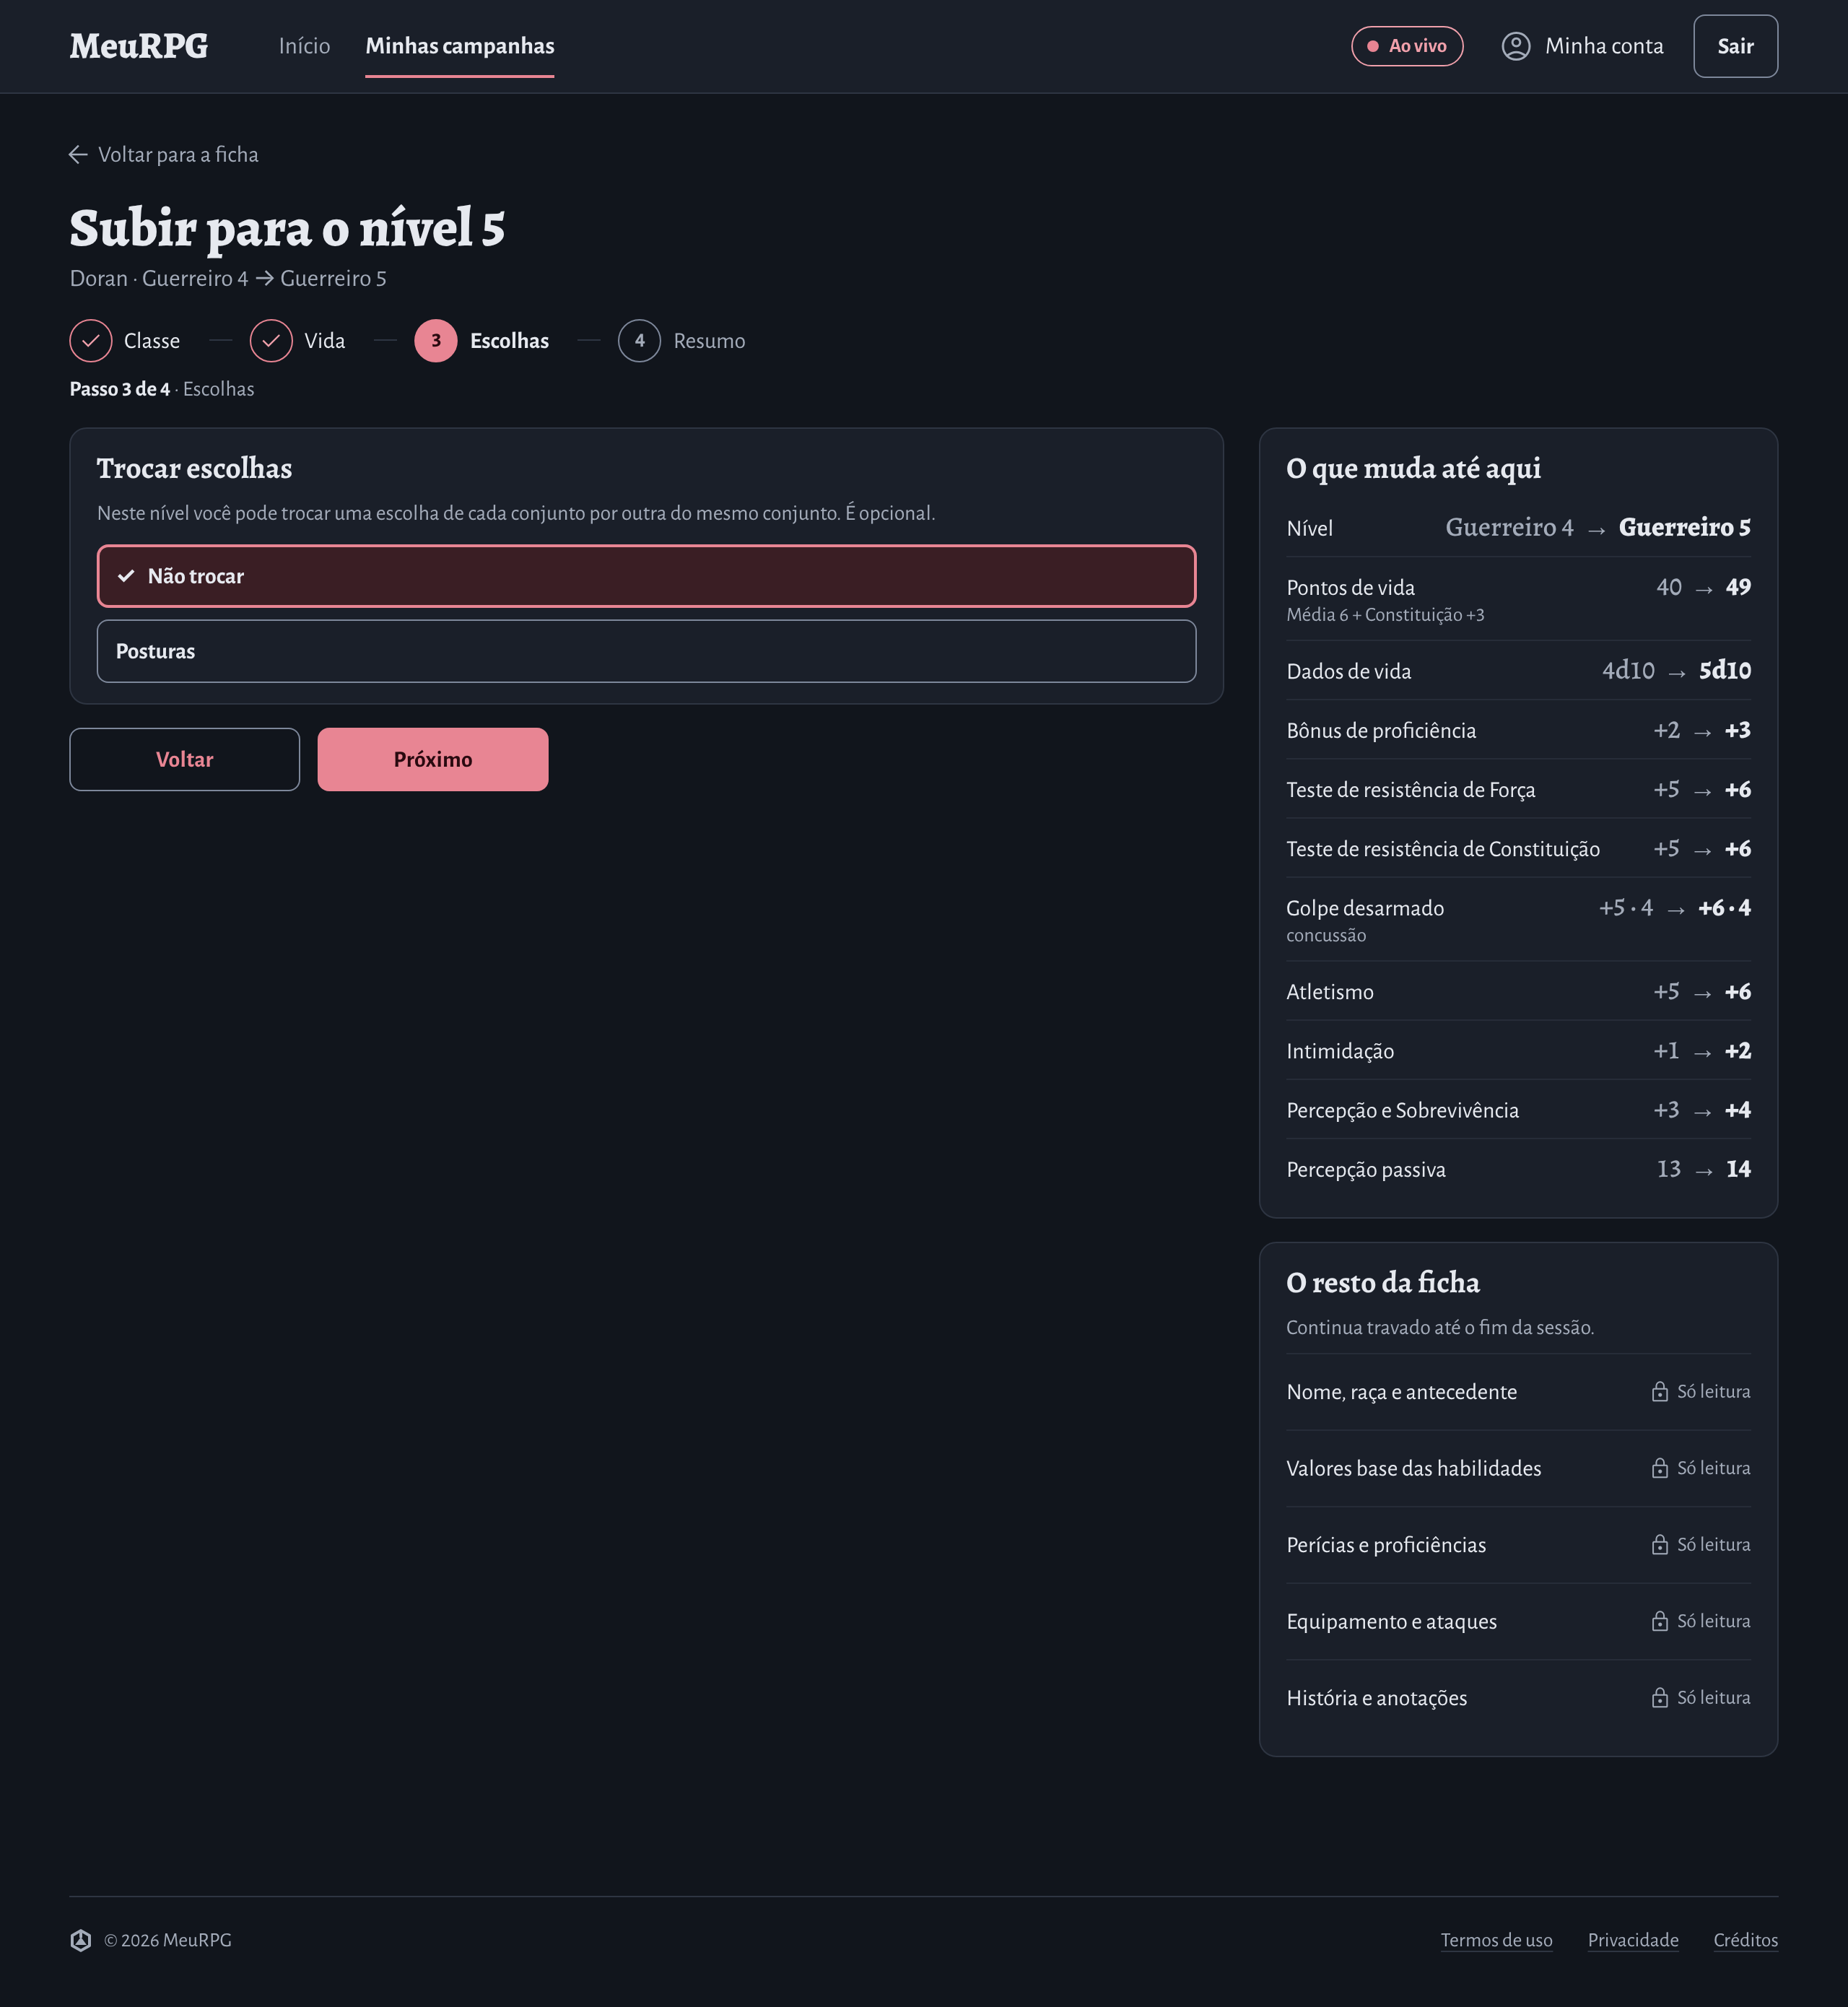 MeuRPG
Início
Minhas campanhas
Ao vivo
Minha conta
Sair
Voltar para a ficha
Subir para o nível 5
Doran · Guerreiro 4 → Guerreiro 5
Classe
Vida
3 Escolhas
4 Resumo
Passo 3 de 4 · Escolhas
Trocar escolhas
Neste nível você pode trocar uma escolha de cada conjunto por outra do mesmo conjunto. É opcional.
Não trocar
Posturas
Voltar
Próximo
O que muda até aqui
Nível Guerreiro 4 → Guerreiro 5
Pontos de vida 40 → 49
Média 6 + Constituição +3
Dados de vida 4d10 → 5d10
Bônus de proficiência +2 → +3
Teste de resistência de Força +5 → +6
Teste de resistência de Constituição +5 → +6
Golpe desarmado +5 · 4 → +6 · 4
concussão
Atletismo +5 → +6
Intimidação +1 → +2
Percepção e Sobrevivência +3 → +4
Percepção passiva 13 → 14
O resto da ficha
Continua travado até o fim da sessão.
Nome, raça e antecedente Só leitura
Valores base das habilidades Só leitura
Perícias e proficiências Só leitura
Equipamento e ataques Só leitura
História e anotações Só leitura
© 2026 MeuRPG
Termos de uso
Privacidade
Créditos